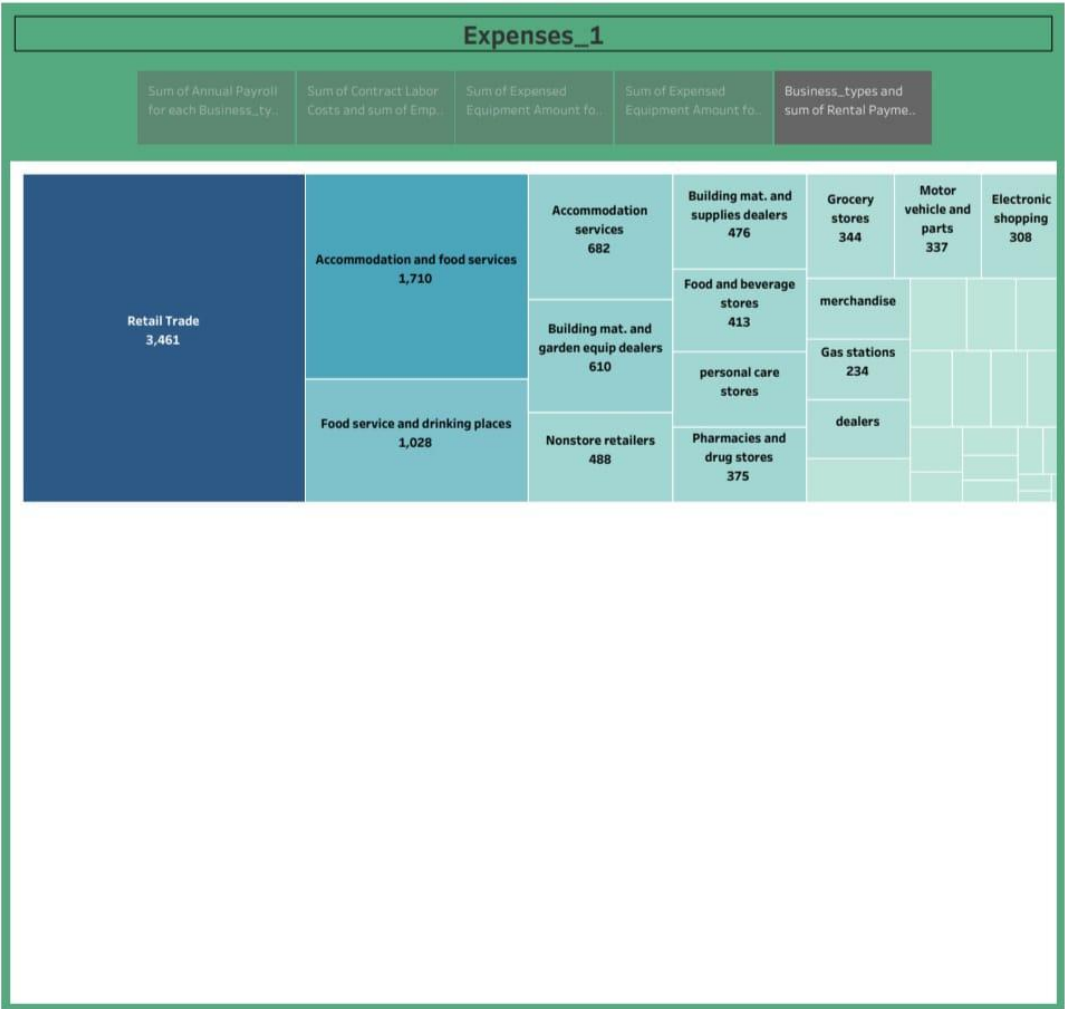 Expenses_1
Sum of Annual Payroll
for each Business_ty..
Sum of Contract Labor
Costs and sum of Emp..
Sum of Expensed
Equipment Amount fo..
Sum of Expensed
Equipment Amount fo..
Business_types and
sum of Rental Payme..
Retail Trade
3,461
Accommodation and food services
1,710
Food service and drinking places
1,028
Accommodation
services
682
Building mat. and
garden equip dealers
610
Nonstore retailers
488
Building mat. and
supplies dealers
476
Food and beverage
stores
413
personal care
stores
Pharmacies and
drug stores
375
Grocery
stores
344
Motor
vehicle and
parts
337
Electronic
shopping
308
merchandise
Gas stations
234
dealers